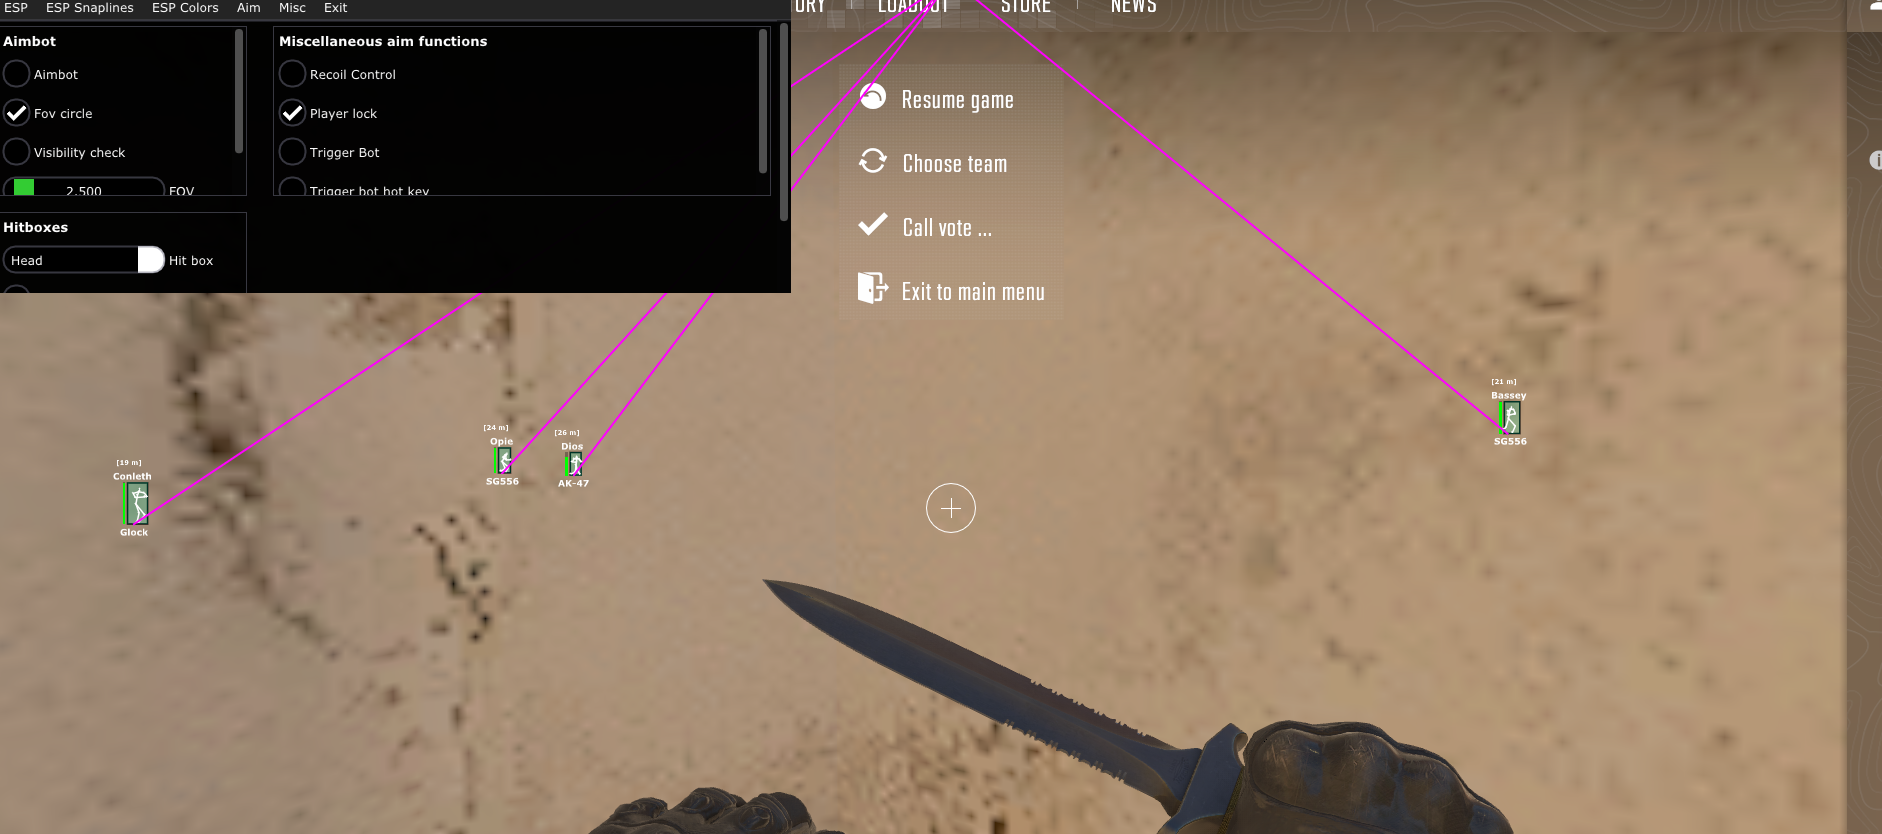 ESP ESP Snaplines ESP Colors Aim Misc Exit
ORY LOADOUT STORE NEWS
Aimbot
Aimbot
Fov circle
Visibility check
2.500 FOV
Miscellaneous aim functions
Recoil Control
Player lock
Trigger Bot
Trigger bot hot key
Hitboxes
Head Hit box
Resume game
Choose team
Call vote ...
Exit to main menu
[21 m]
Bassey
SG556
[24 m]
Opie
SG556
[26 m]
Dios
AK-47
[19 m]
Conleth
Glock